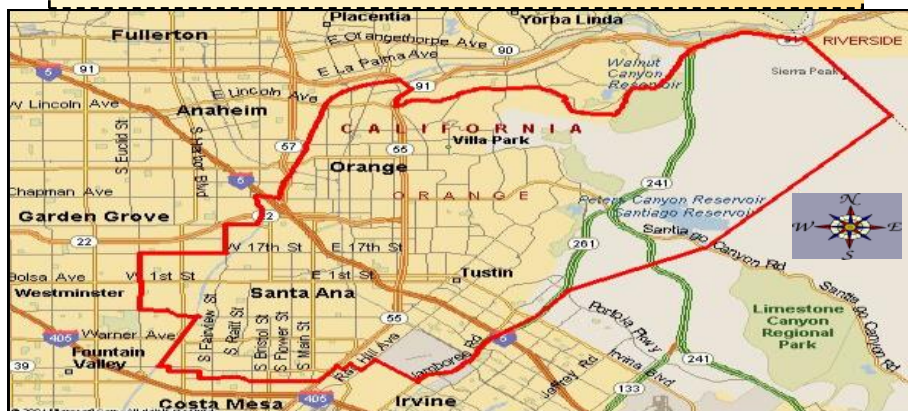 Placentia
Yorba Linda
Fullerton
E Orangethorpe Ave
90
91
RIVERSIDE
5
91
E La Palma Ave
Walnut
Canyon
Reservoir
Sierra Peak
W Lincoln Ave
E Lincoln Ave
91
Anaheim
S Euclid St
S Harbor Blvd
57
CALIFORNIA
Villa Park
55
Orange
Chapman Ave
5
ORANGE
241
Peters Canyon Reservoir
Santiago Reservoir
N
W E
S
Garden Grove
22
22
W 17th St
E 17th St
261
Santiago Canyon Rd
Bolsa Ave
W 1st St
E 1st St
Tustin
Westminster
Santa Ana
Santiago Canyon Rd
S Fairview St
S Raitt St
S Bristol St
S Flower St
S Main St
55
Portola Pkwy
Limestone
Canyon
Regional
Park
405
Warner Ave
5
Fountain
Valley
Red Hill Ave
Jamboree Rd
Irvine Blvd
241
39
Jeffrey Rd
133
Costa Mesa
405
Irvine